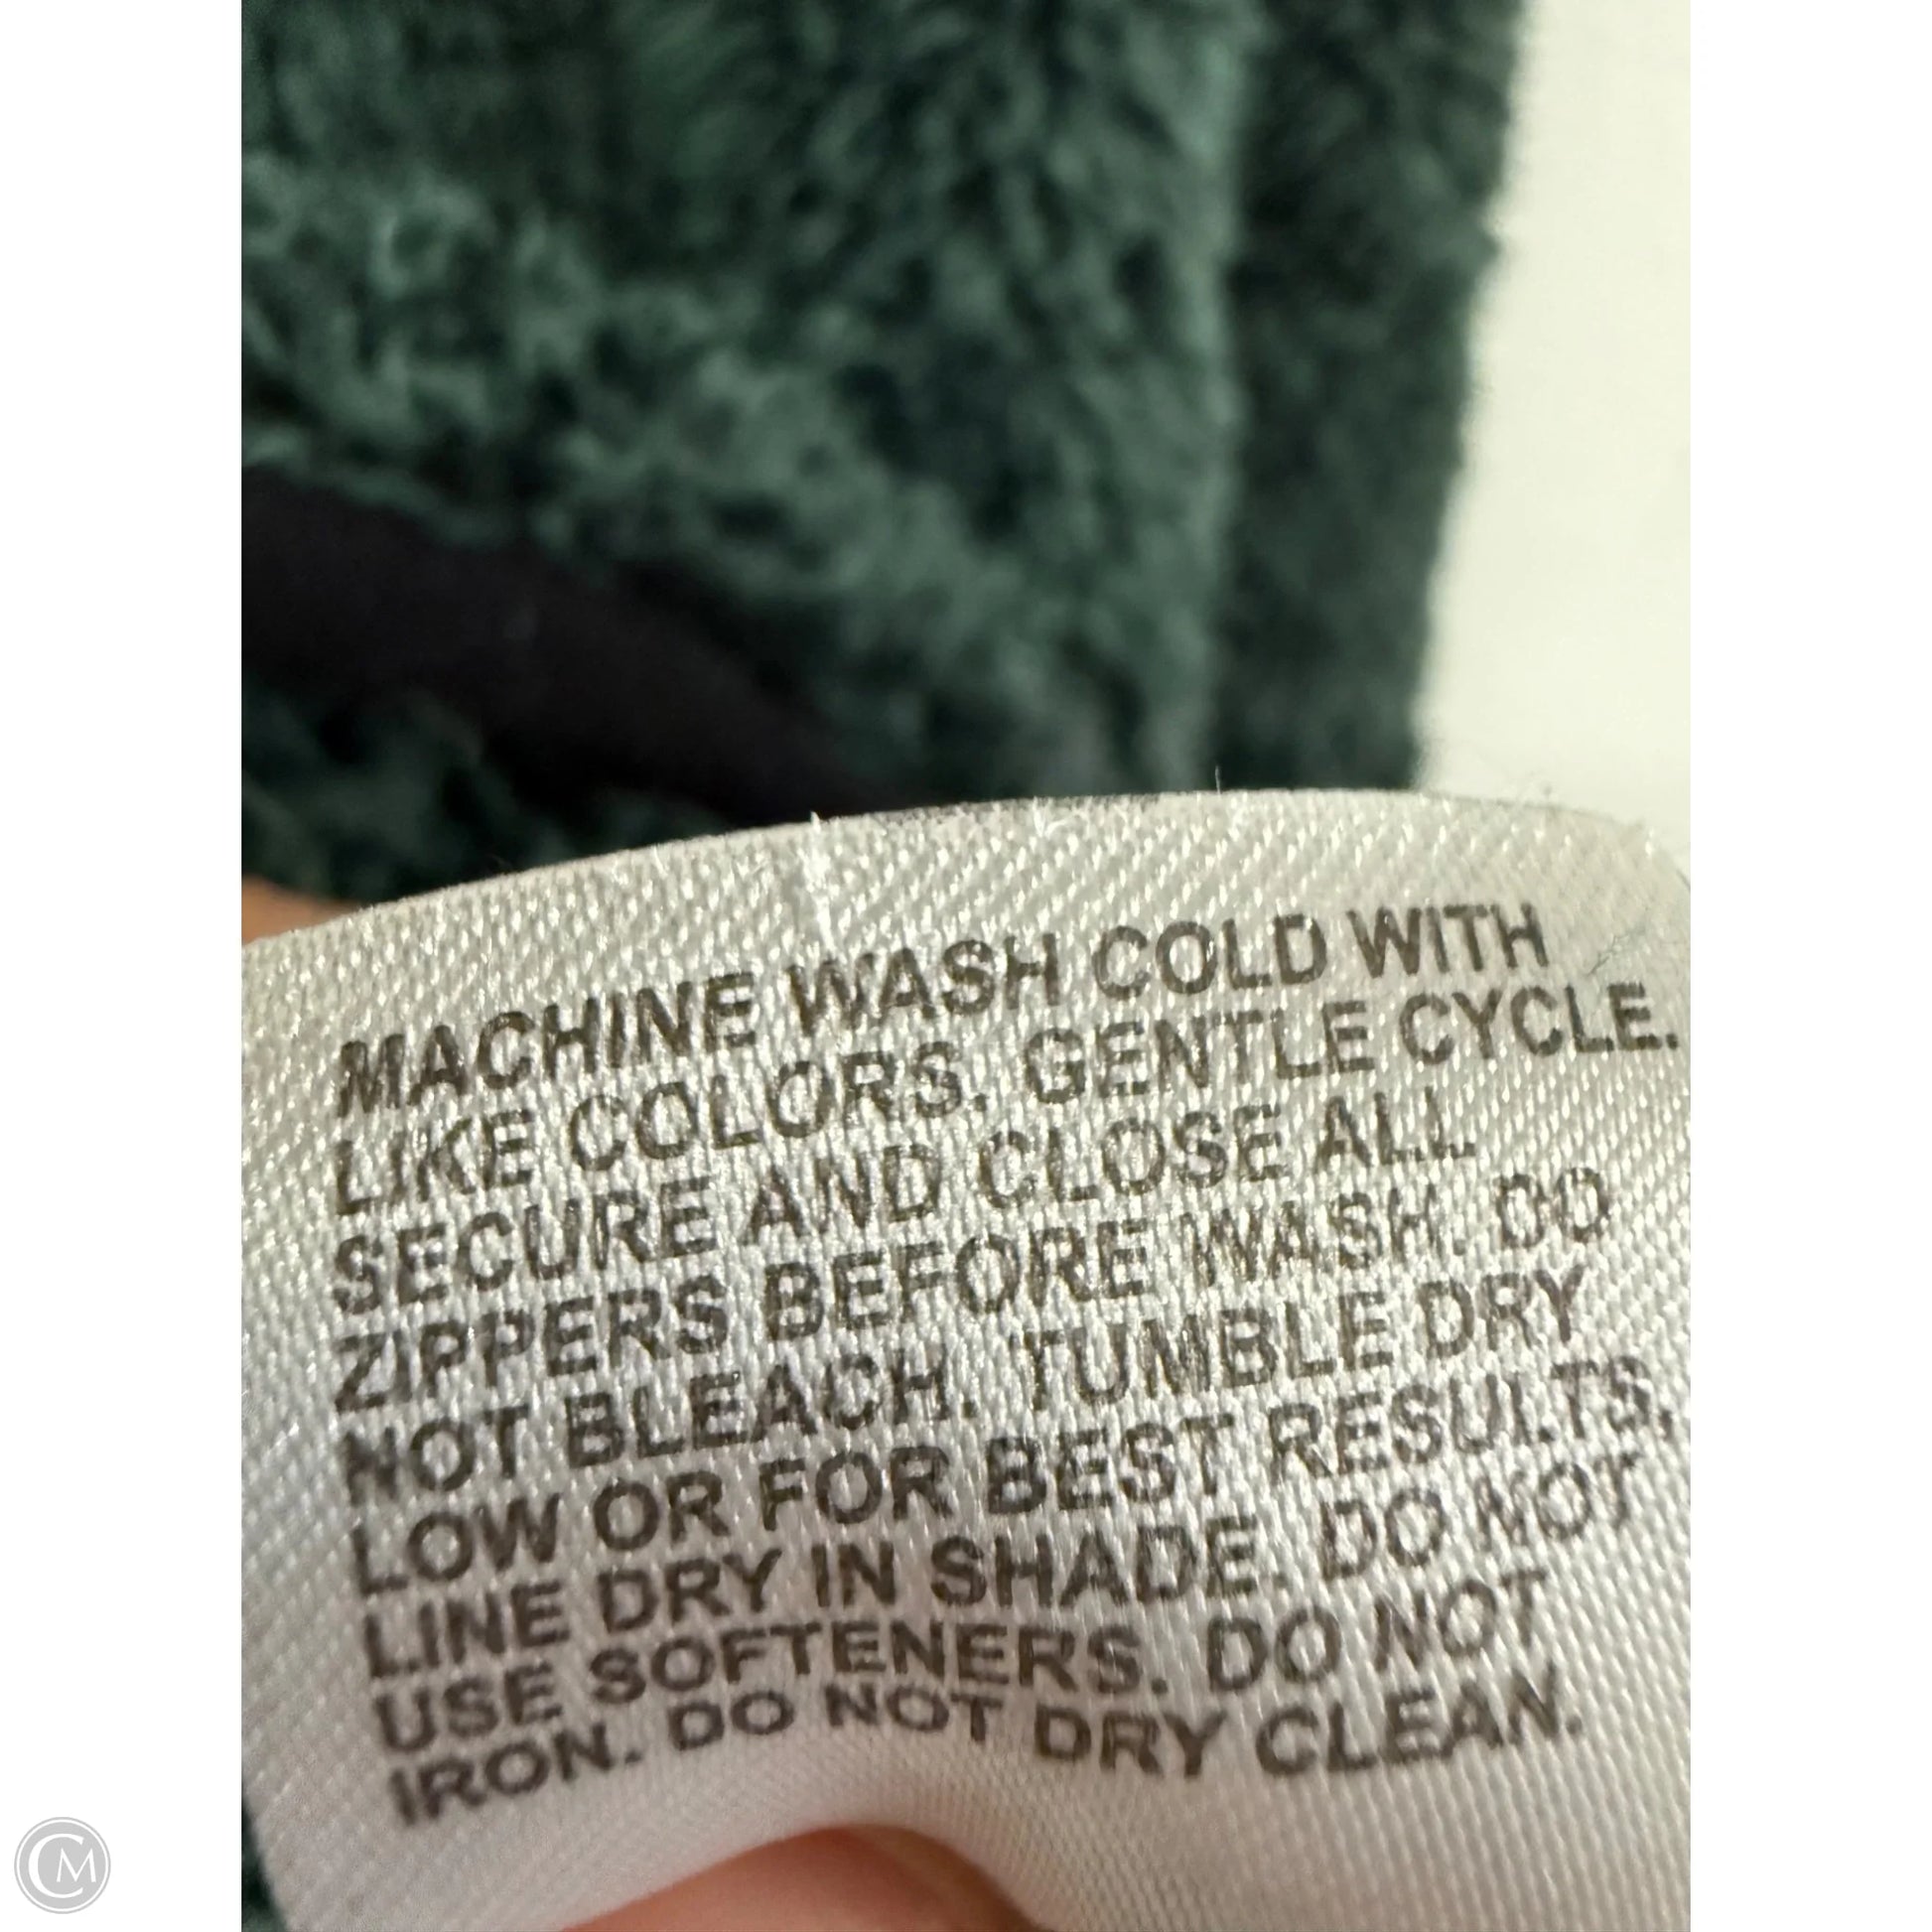 MACHINE WASH COLD WITH
LIKE COLORS. GENTLE CYCLE.
SECURE AND CLOSE ALL
ZIPPERS BEFORE WASH. DO
NOT BLEACH. TUMBLE DRY
LOW OR FOR BEST RESULTS,
LINE DRY IN SHADE. DO NOT
USE SOFTENERS. DO NOT
IRON. DO NOT DRY CLEAN.
CM